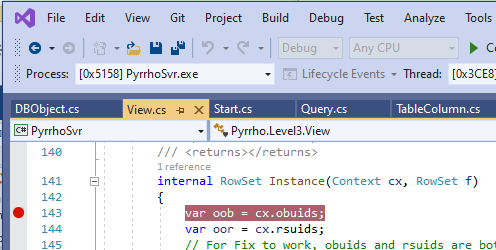 File Edit View Project Build Debug Test Analyze Tools
Debug Any CPU Co
Process: [0x5158] PyrrhoSvr.exe Lifecycle Events Thread: [0x3CE8]
DBObject.cs View.cs Start.cs Query.cs TableColumn.cs
C# PyrrhoSvr Pyrrho.Level3.View
140 /// <returns></returns>
1 reference
141 internal RowSet Instance(Context cx, RowSet f)
142 {
143 var oob = cx.obuids;
144 var oor = cx.rsuids;
145 // For Fix to work, obuids and rsuids are bot